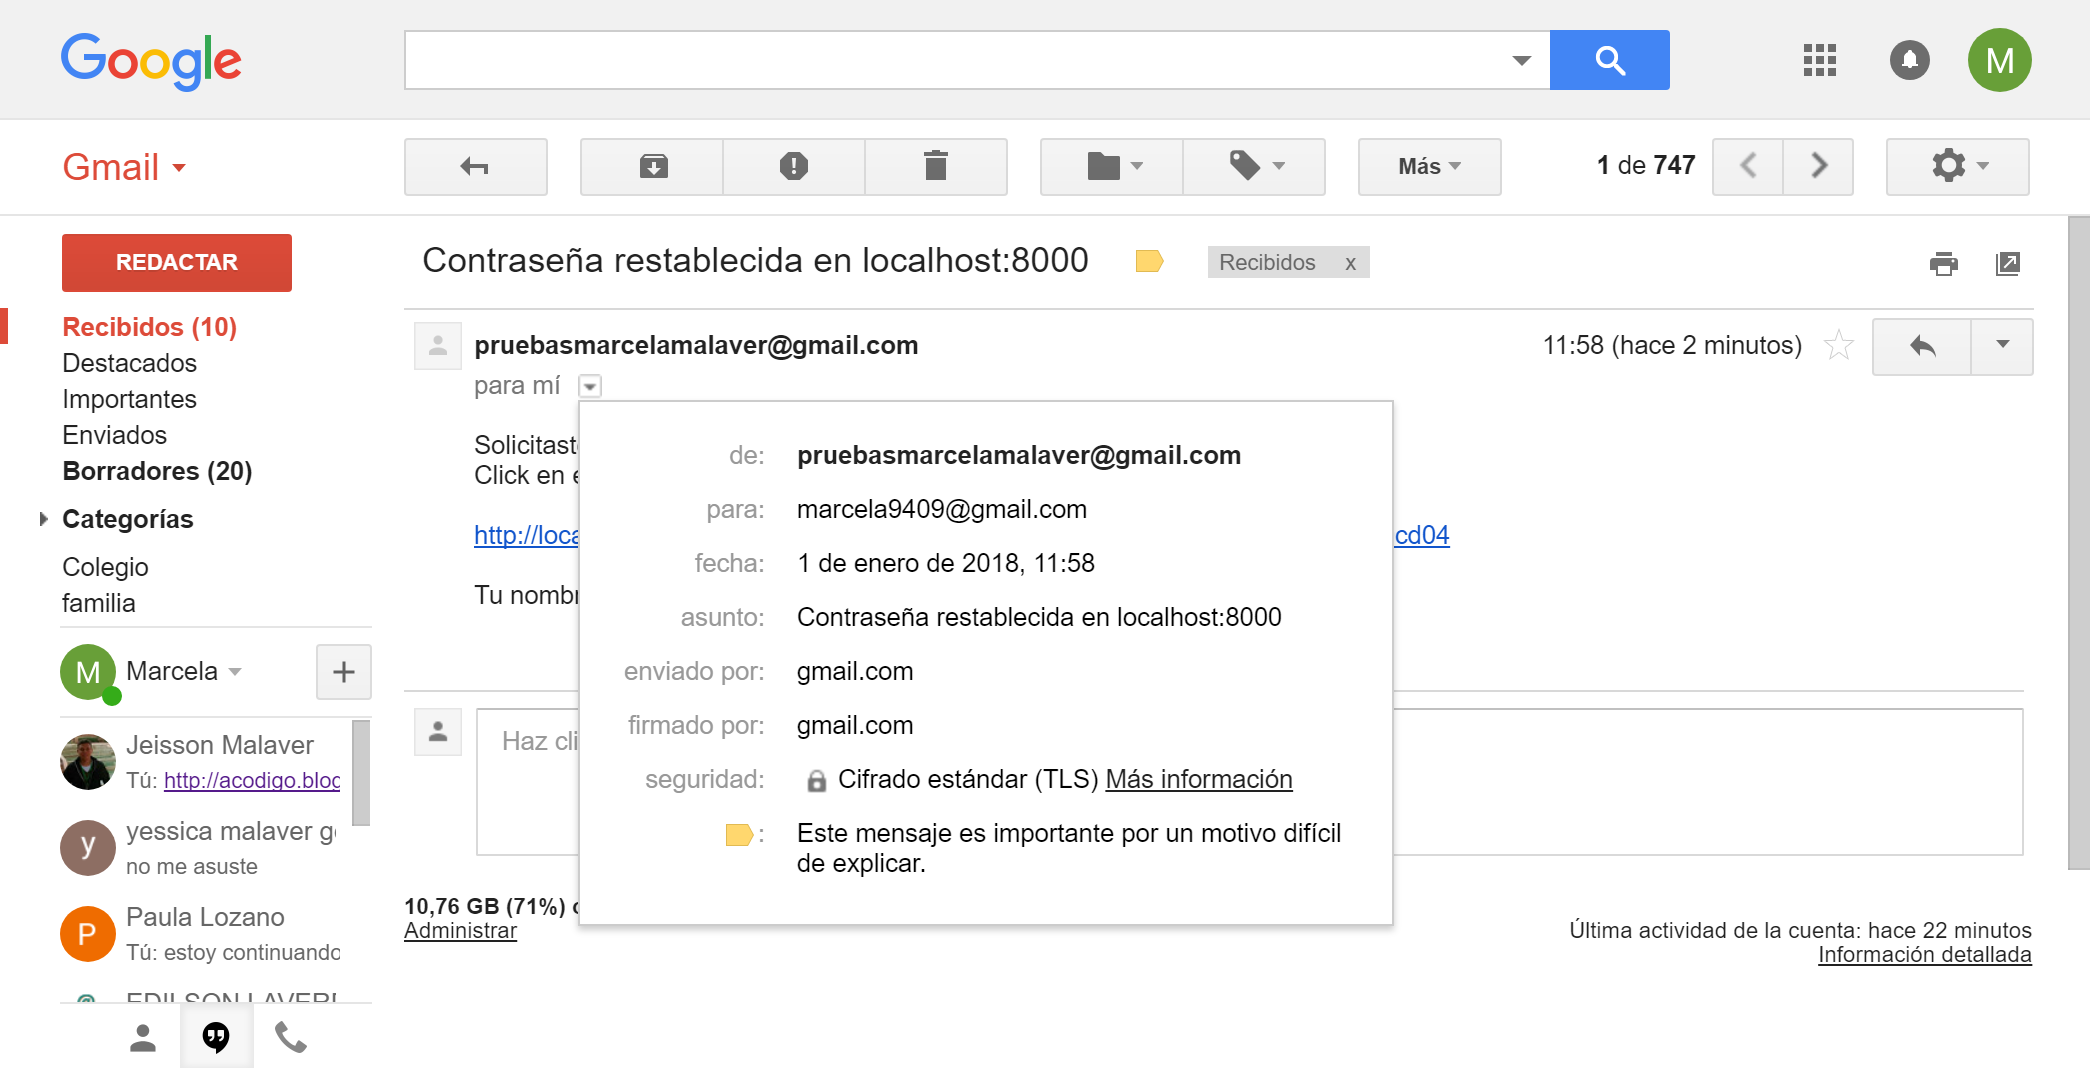 Google
M
Gmail
Más
1 de 747
REDACTAR
Recibidos (10)
Destacados
Importantes
Enviados
Borradores (20)
Categorías
Colegio
familia
M
Marcela
Jeisson Malaver
Tú: http://acodigo.bloc
y
yessica malaver g
no me asuste
P
Paula Lozano
Tú: estoy continuando
Contraseña restablecida en localhost:8000
Recibidos x
pruebasmarcelamalaver@gmail.com
11:58 (hace 2 minutos)
para mí
Solicitast
Click en e
http://loca
cd04
Tu nomb
de: pruebasmarcelamalaver@gmail.com
para: marcela9409@gmail.com
fecha: 1 de enero de 2018, 11:58
asunto: Contraseña restablecida en localhost:8000
enviado por: gmail.com
firmado por: gmail.com
seguridad: Cifrado estándar (TLS) Más información
: Este mensaje es importante por un motivo difícil
de explicar.
Haz cli
10,76 GB (71%)
Administrar
Última actividad de la cuenta: hace 22 minutos
Información detallada